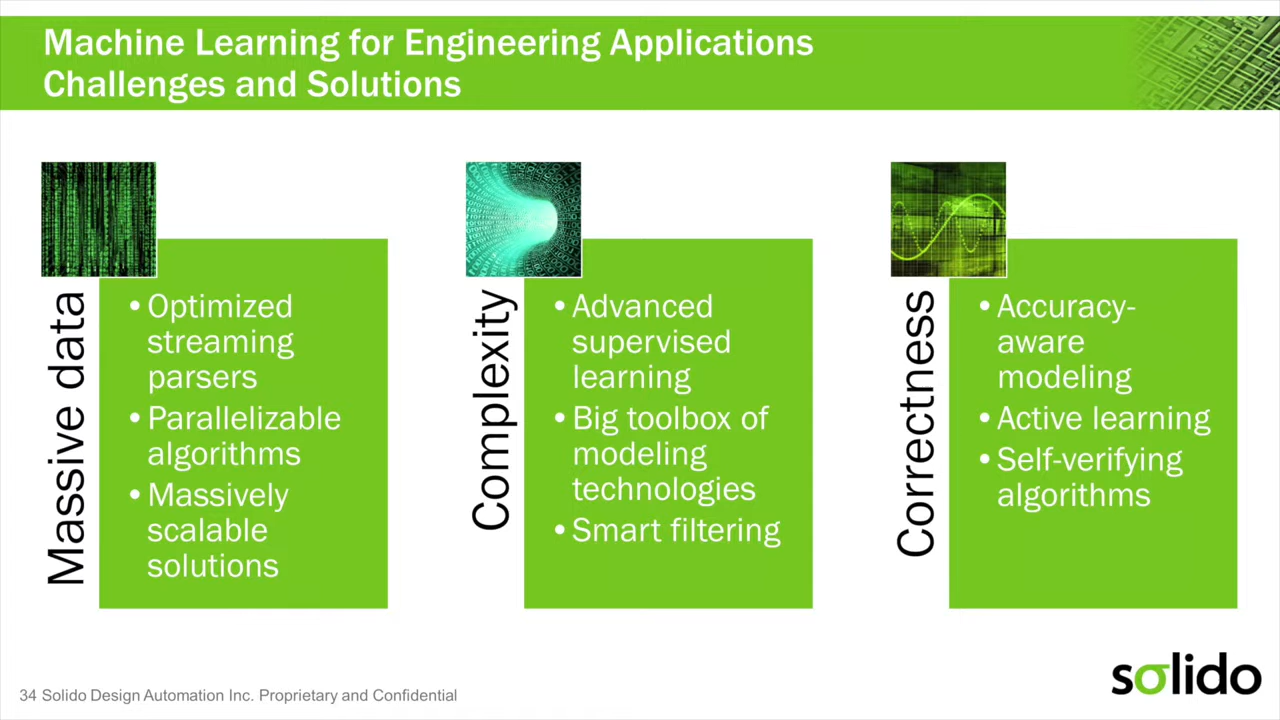 Machine Learning for Engineering Applications
Challenges and Solutions
Massive data
•Optimized
streaming
parsers
•Parallelizable
algorithms
•Massively
scalable
solutions
Complexity
•Advanced
supervised
learning
•Big toolbox of
modeling
technologies
•Smart filtering
Correctness
•Accuracy-
aware
modeling
•Active learning
•Self-verifying
algorithms
34 Solido Design Automation Inc. Proprietary and Confidential
solido